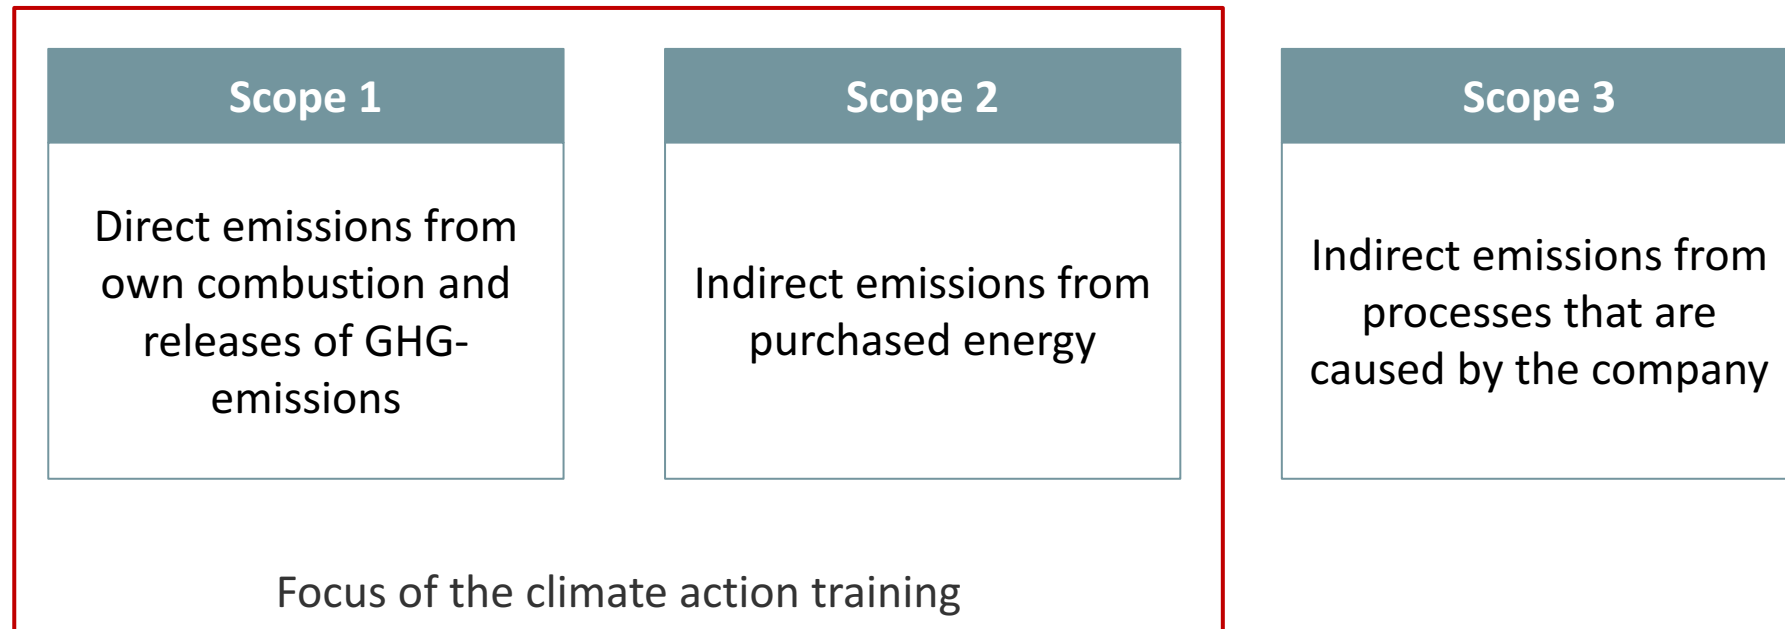 Scope 1
Direct emissions from
own combustion and
releases of GHG-
emissions
Scope 2
Indirect emissions from
purchased energy
Scope 3
Indirect emissions from
processes that are
caused by the company
Focus of the climate action training